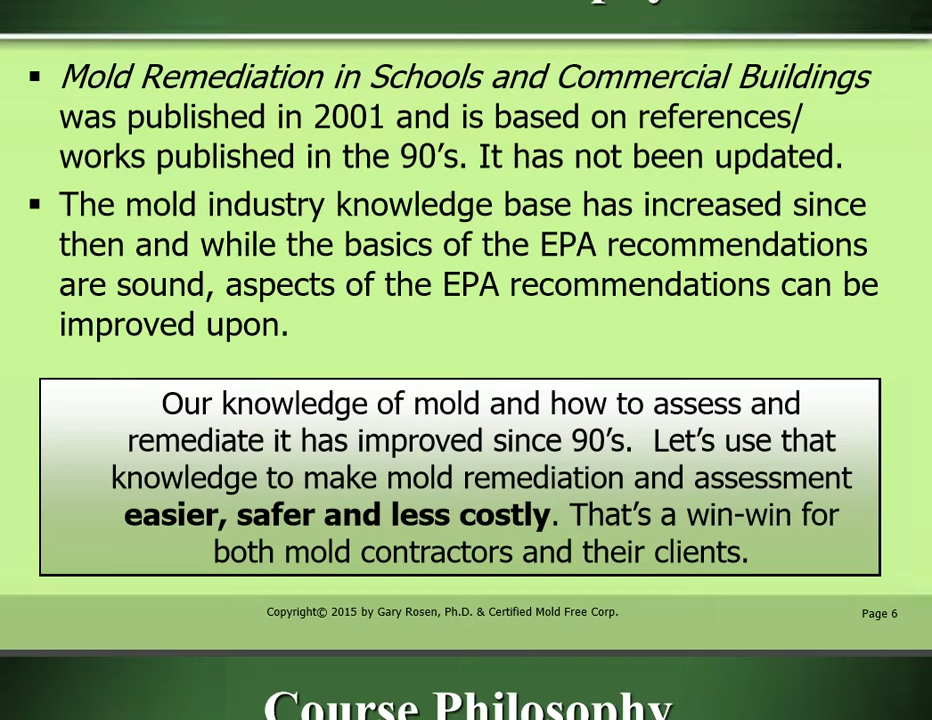 Mold Remediation in Schools and Commercial Buildings
was published in 2001 and is based on references/
works published in the 90's. It has not been updated.
The mold industry knowledge base has increased since
then and while the basics of the EPA recommendations
are sound, aspects of the EPA recommendations can be
improved upon.
Our knowledge of mold and how to assess and
remediate it has improved since 90's.  Let's use that
knowledge to make mold remediation and assessment
easier, safer and less costly. That's a win-win for
both mold contractors and their clients.
Copyright© 2015 by Gary Rosen, Ph.D. & Certified Mold Free Corp.
Page 6
Course Philosophy